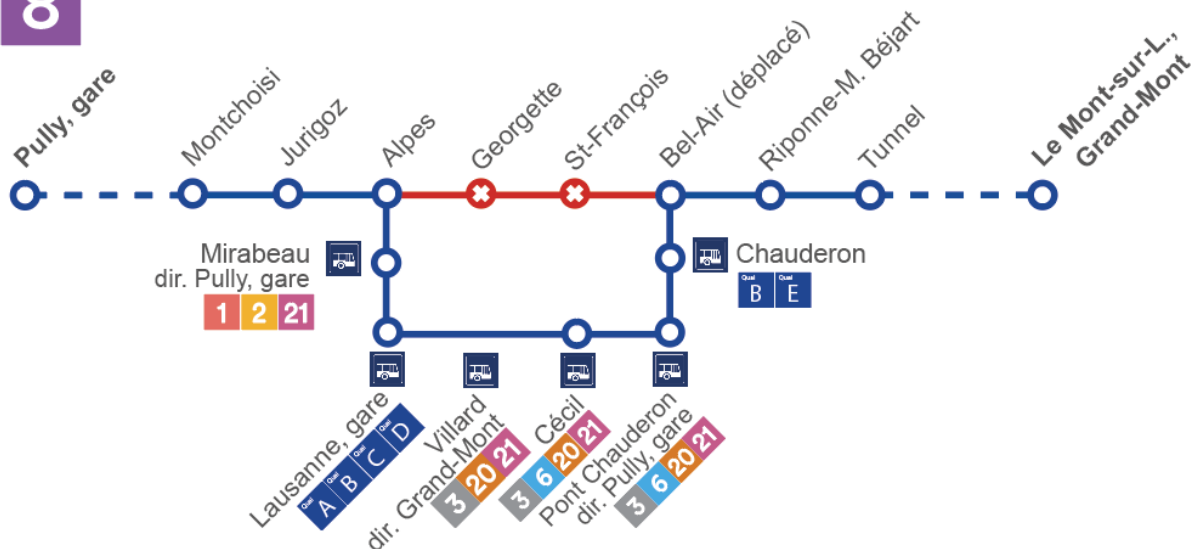 8
Pully, gare
Montchoisi
Jurigoz
Alpes
Georgette
St-François
Bel-Air (déplacé)
Riponne-M. Béjart
Tunnel
Le Mont-sur-L.,
Grand-Mont
Mirabeau
dir. Pully, gare
1 2 21
Chauderon
Quai B Quai E
Lausanne, gare
Quai A Quai B Quai C Quai D
Villard
dir. Grand-Mont
3 20 21
Cécil
3 6 20 21
Pont Chauderon
dir. Pully, gare
3 6 20 21